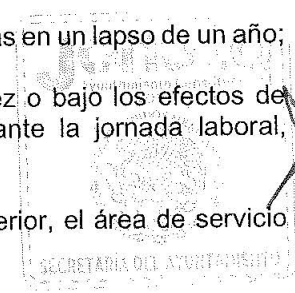 as en un lapso de un año;
ez o bajo los efectos de
ante la jornada laboral,
erior, el área de servicio
SECRETARÍA DEL AYUNTAMIENTO